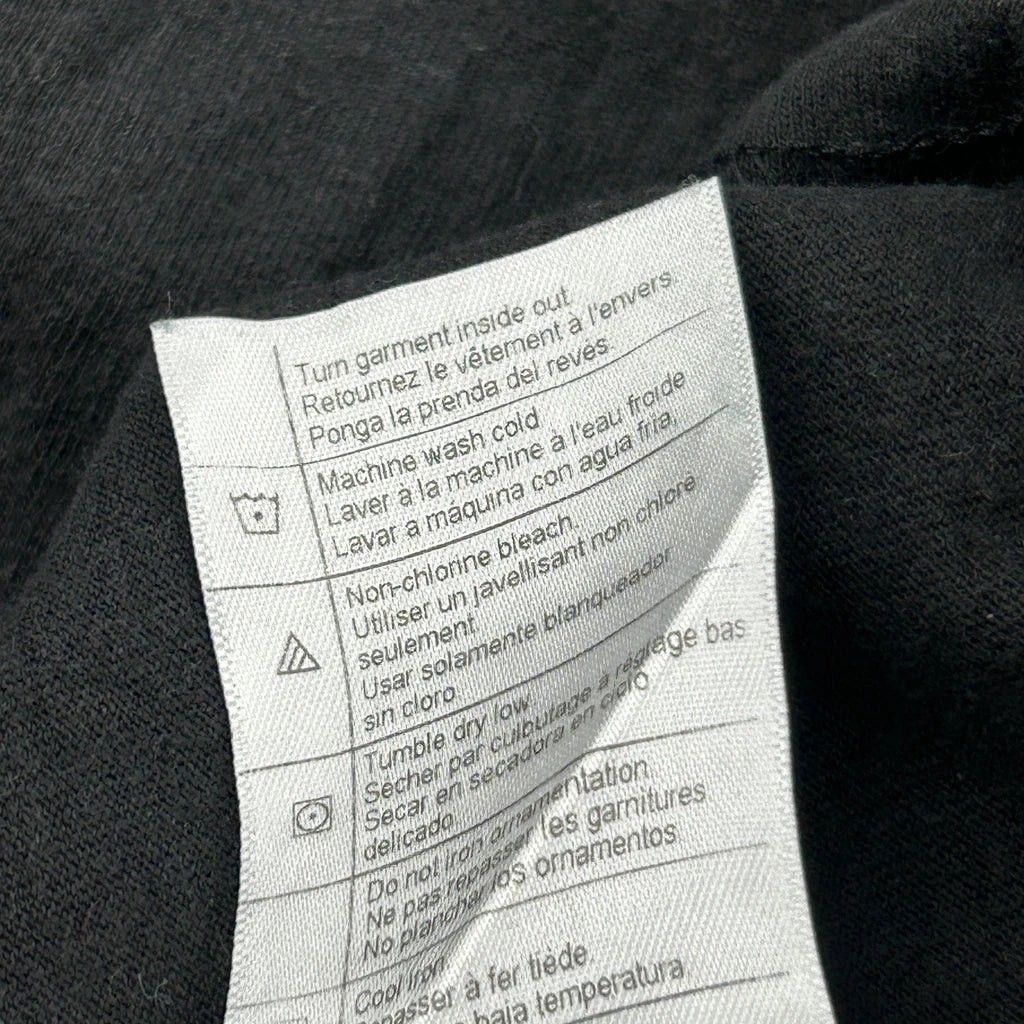 Turn garment inside out
Retournez le vêtement à l'envers.
Ponga la prenda del reves
Machine wash cold
Laver à la machine à l'eau froide
Lavar a máquina con agua fria,
Non-chlorine bleach.
Utiliser un javellisant non chloré
seulement
Usar solamente blanqueador
sin cloro
Tumble dry low
Sécher par culbutage a réglage bas
Secar en secadora en ciclo
delicado
Do not iron ornamentation
Ne pas repasser les garnitures
No planchar los ornamentos
Cool iron
à fer tiède.
baja temperatura